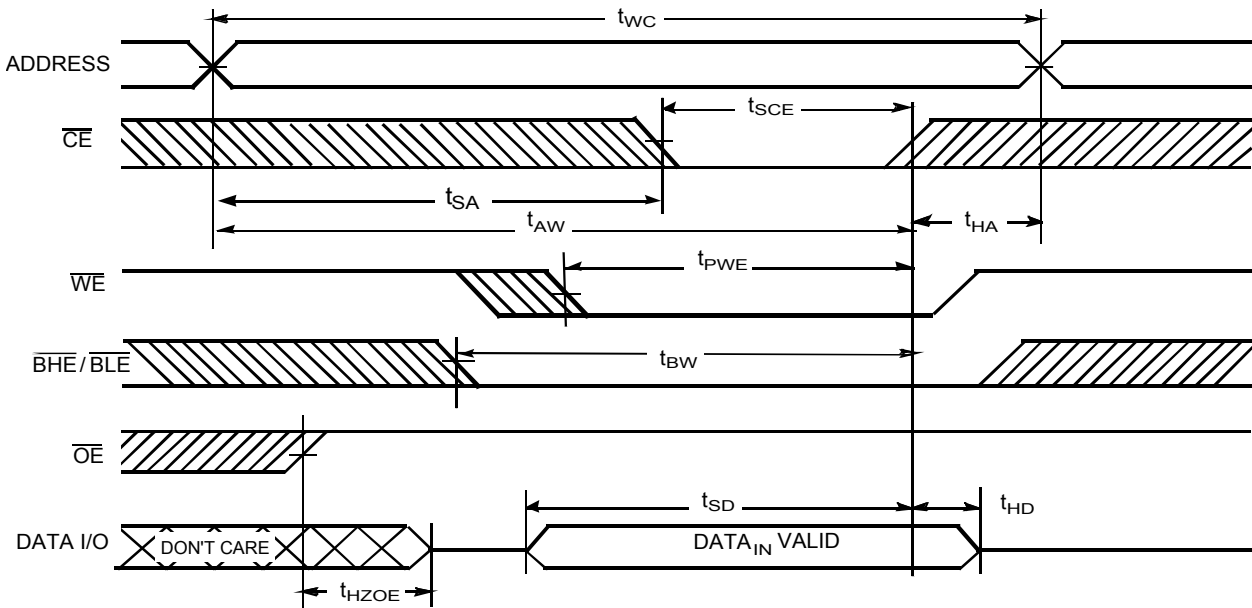 tWC
ADDRESS
tSCE
CE
tSA
tAW
tHA
tPWE
WE
BHE/BLE
tBW
OE
tSD
tHD
DATA I/O
DON'T CARE
DATAIN VALID
tHZOE